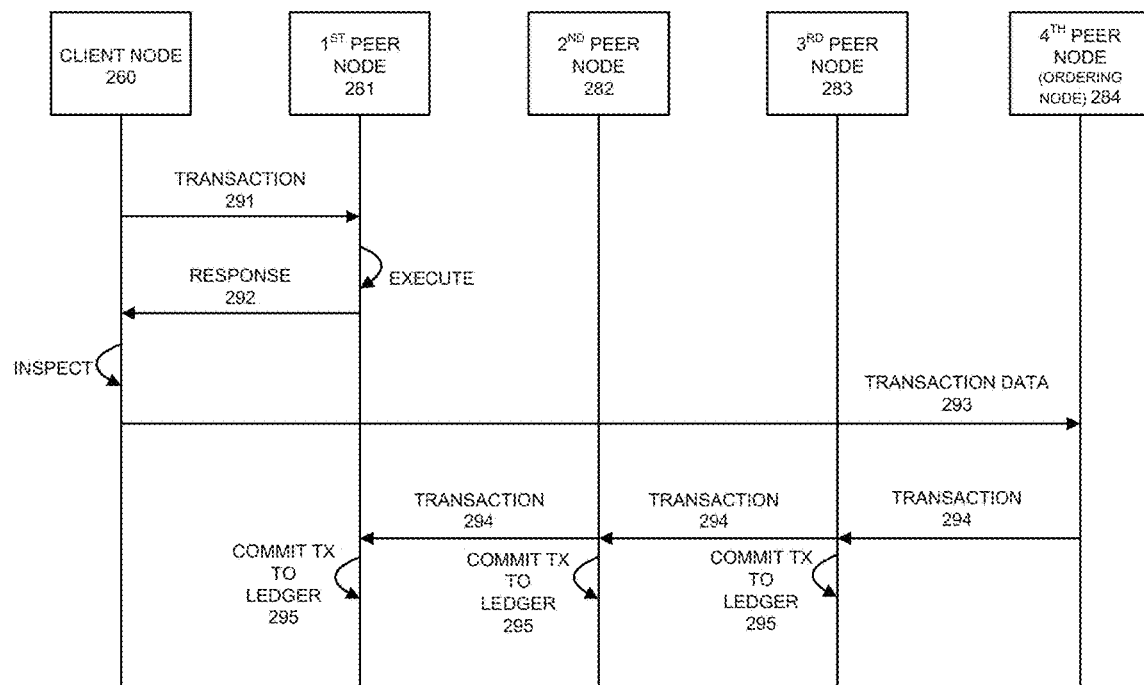 CLIENT NODE
260
1ST PEER
NODE
281
2ND PEER
NODE
282
3RD PEER
NODE
283
4TH PEER
NODE
(ORDERING
NODE) 284
TRANSACTION
291
EXECUTE
RESPONSE
292
INSPECT
TRANSACTION DATA
293
TRANSACTION
294
TRANSACTION
294
TRANSACTION
294
COMMIT TX
TO
LEDGER
295
COMMIT TX
TO
LEDGER
295
COMMIT TX
TO
LEDGER
295